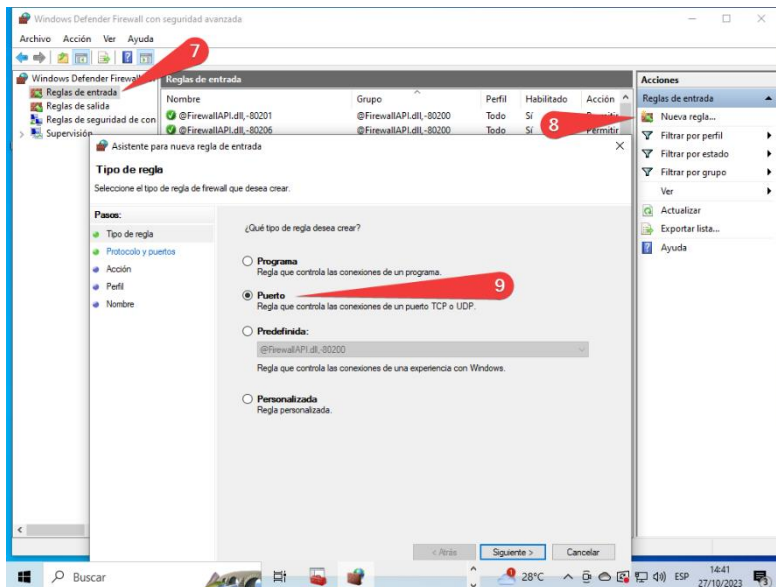 Windows Defender Firewall con seguridad avanzada
Archivo Acción Ver Ayuda
7
Windows Defender Firewall
Reglas de entrada
Reglas de salida
Reglas de seguridad de con
Supervisión
Reglas de entrada
Nombre Grupo Perfil Habilitado Acción
@FirewallAPI.dll,-80201 @FirewallAPI.dll,-80200 Todo Sí
@FirewallAPI.dll,-80206 @FirewallAPI.dll,-80200 Todo Sí Permitir
8
Acciones
Reglas de entrada
Nueva regla...
Filtrar por perfil
Filtrar por estado
Filtrar por grupo
Ver
Actualizar
Exportar lista...
Ayuda
Asistente para nueva regla de entrada
Tipo de regla
Seleccione el tipo de regla de firewall que desea crear.
Pasos:
Tipo de regla
Protocolo y puertos
Acción
Perfil
Nombre
¿Qué tipo de regla desea crear?
Programa
Regla que controla las conexiones de un programa.
Puerto
9
Regla que controla las conexiones de un puerto TCP o UDP.
Predefinida:
@FirewallAPI.dll,-80200
Regla que controla las conexiones de una experiencia con Windows.
Personalizada
Regla personalizada.
< Atrás Siguiente > Cancelar
Buscar 28°C ESP 14:41
27/10/2023